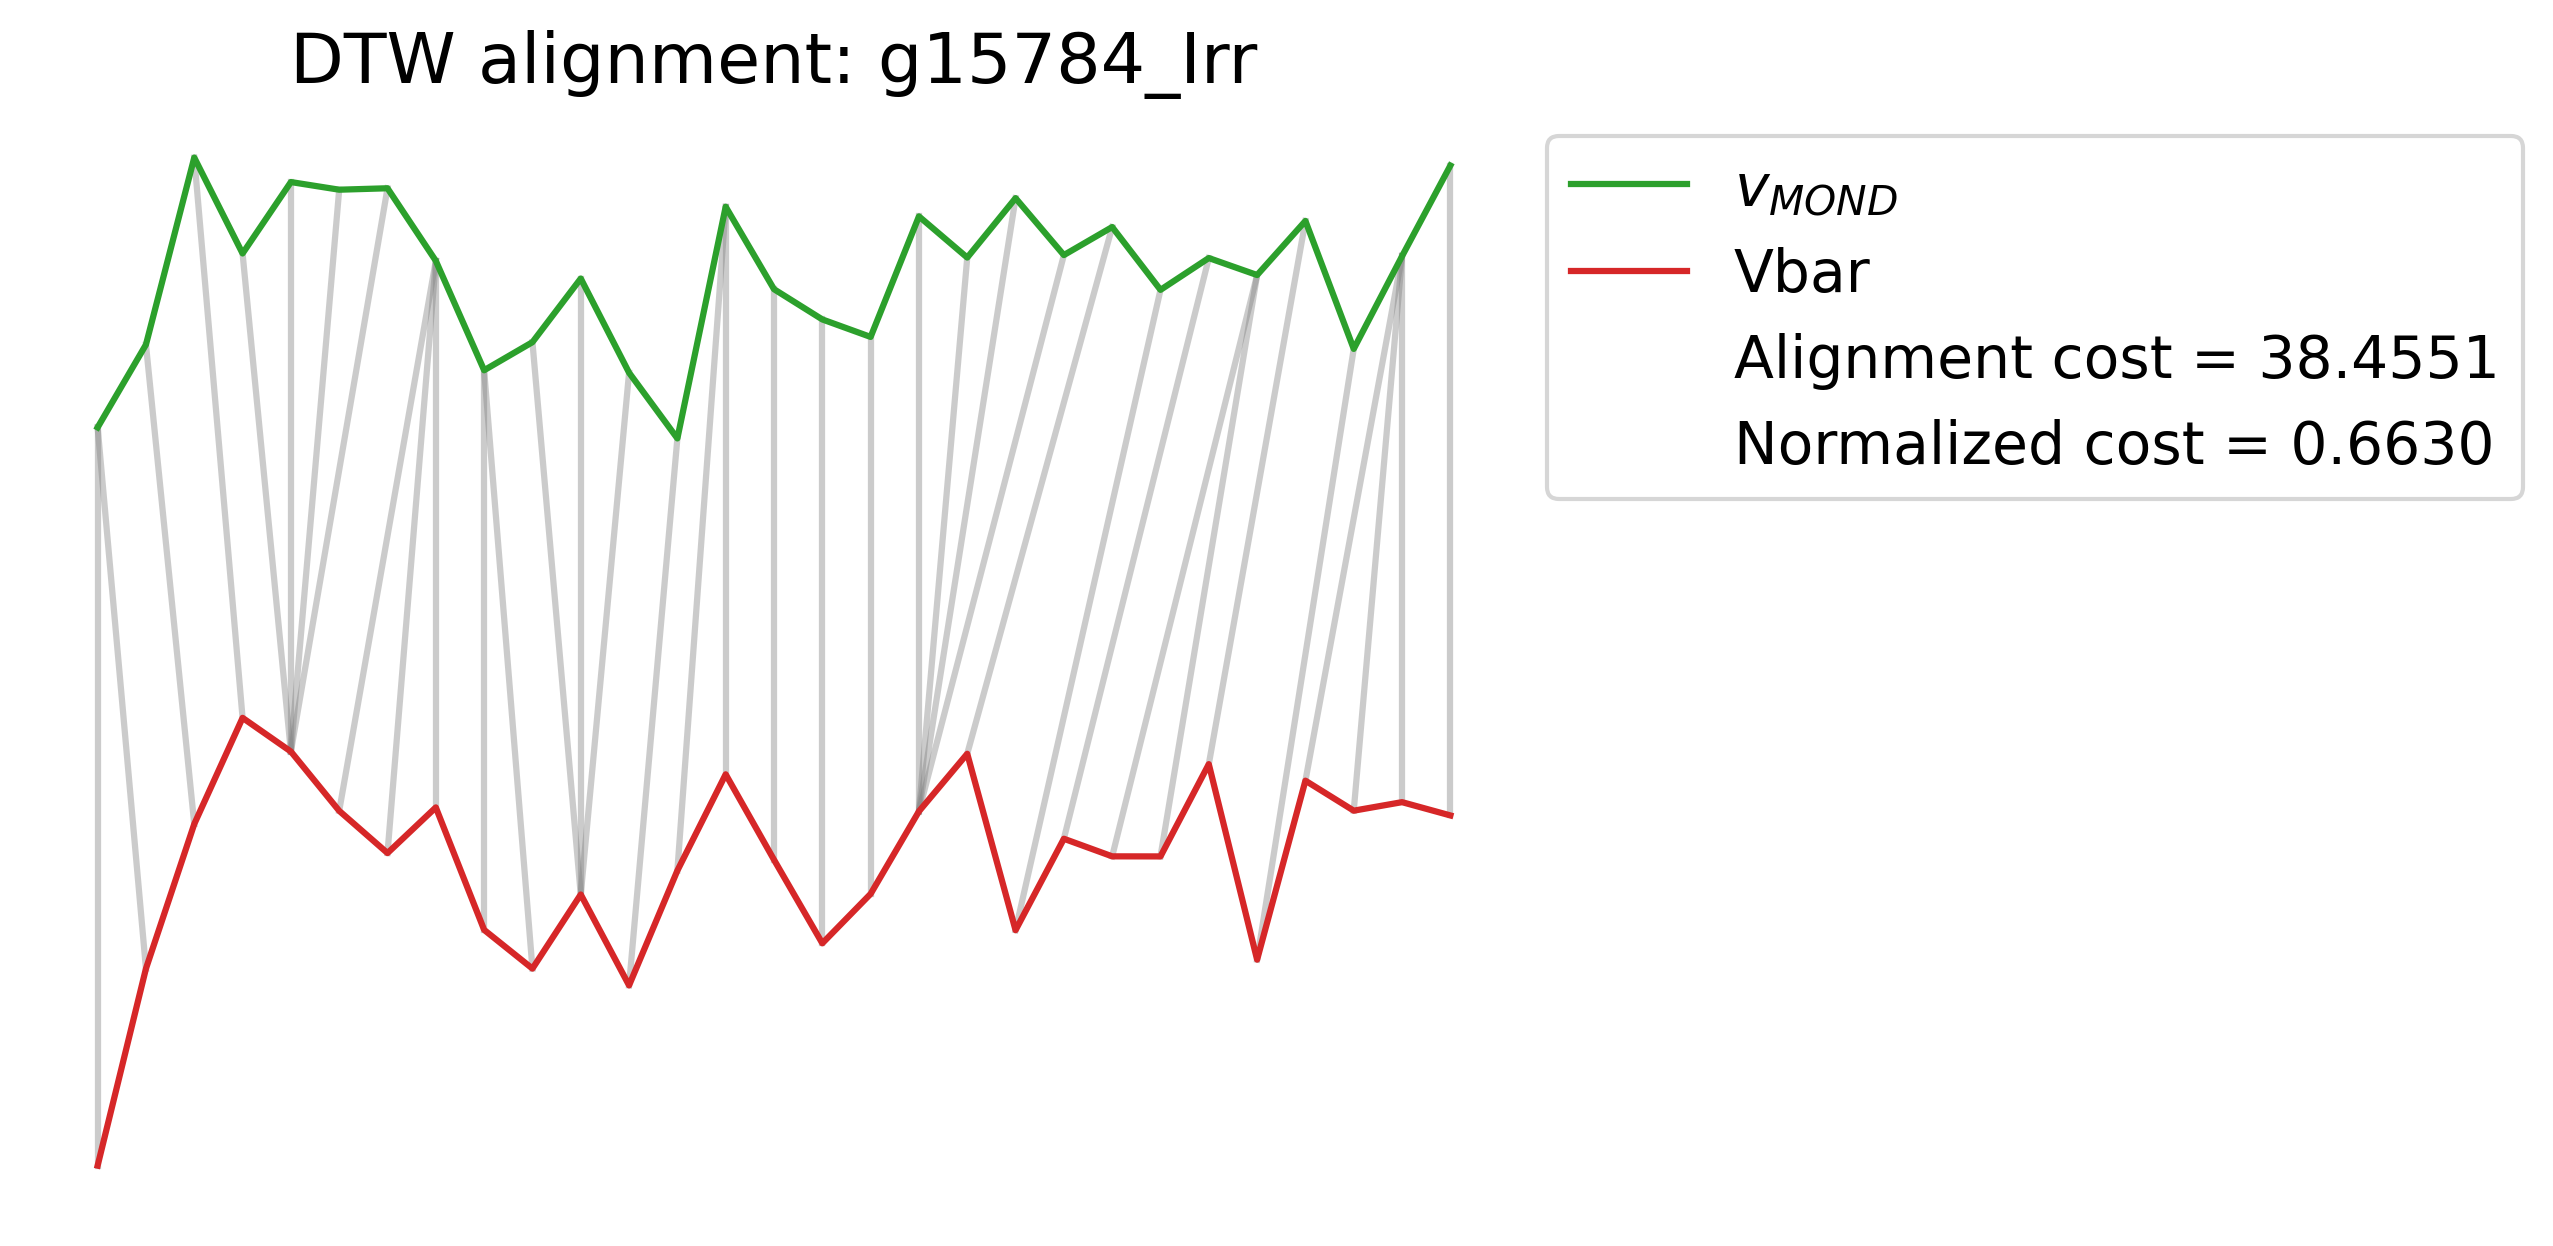 DTW alignment: g15784_Irr
v_MOND
Vbar
Alignment cost = 38.4551
Normalized cost = 0.6630